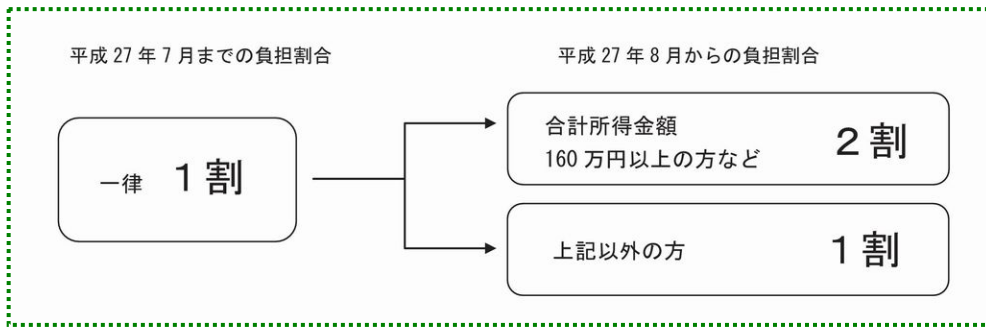 平成 27 年 7 月までの負担割合
平成 27 年 8 月からの負担割合
一律 1 割
合計所得金額
160 万円以上の方など
2 割
上記以外の方 1 割